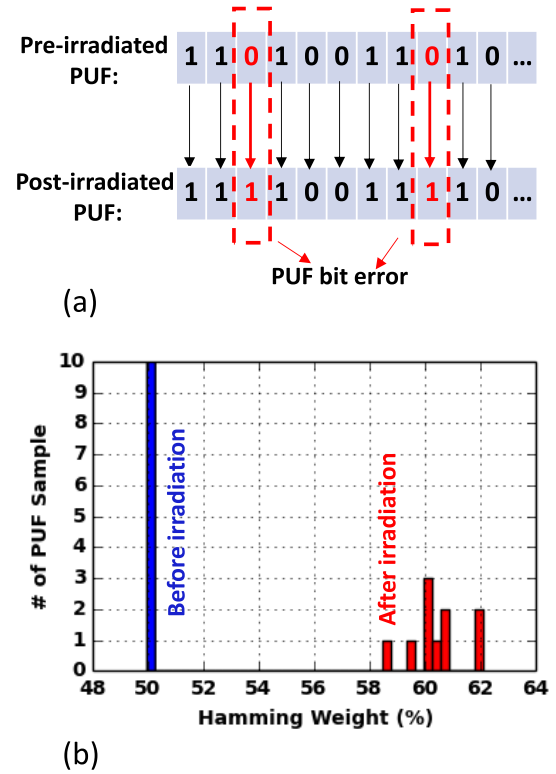 Pre-irradiated
PUF:
1 1 0 1 0 0 1 1 0 1 0 ...
Post-irradiated
PUF:
1 1 1 1 0 0 1 1 1 1 0 ...
PUF bit error
(a)
10
9
8
7
6
5
4
3
2
1
0
# of PUF Sample
Before irradiation
After irradiation
48 50 52 54 56 58 60 62 64
Hamming Weight (%)
(b)